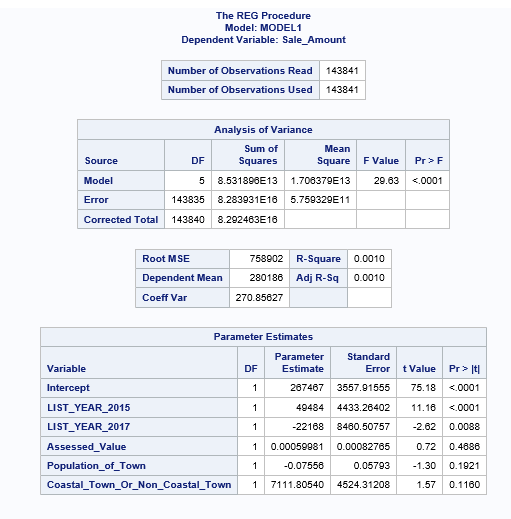 The REG Procedure
Model: MODEL1
Dependent Variable: Sale_Amount
Number of Observations Read 143841
Number of Observations Used 143841
Analysis of Variance
Source DF Sum of Squares Mean Square F Value Pr > F
Model 5 8.531896E13 1.706379E13 29.63 <.0001
Error 143835 8.283931E16 5.759329E11
Corrected Total 143840 8.292463E16
Root MSE 758902 R-Square 0.0010
Dependent Mean 280186 Adj R-Sq 0.0010
Coeff Var 270.85627
Parameter Estimates
Variable DF Parameter Estimate Standard Error t Value Pr > |t|
Intercept 1 267467 3557.91555 75.18 <.0001
LIST_YEAR_2015 1 49484 4433.26402 11.16 <.0001
LIST_YEAR_2017 1 -22168 8460.50757 -2.62 0.0088
Assessed_Value 1 0.00059981 0.00082765 0.72 0.4686
Population_of_Town 1 -0.07556 0.05793 -1.30 0.1921
Coastal_Town_Or_Non_Coastal_Town 1 7111.80540 4524.31208 1.57 0.1160